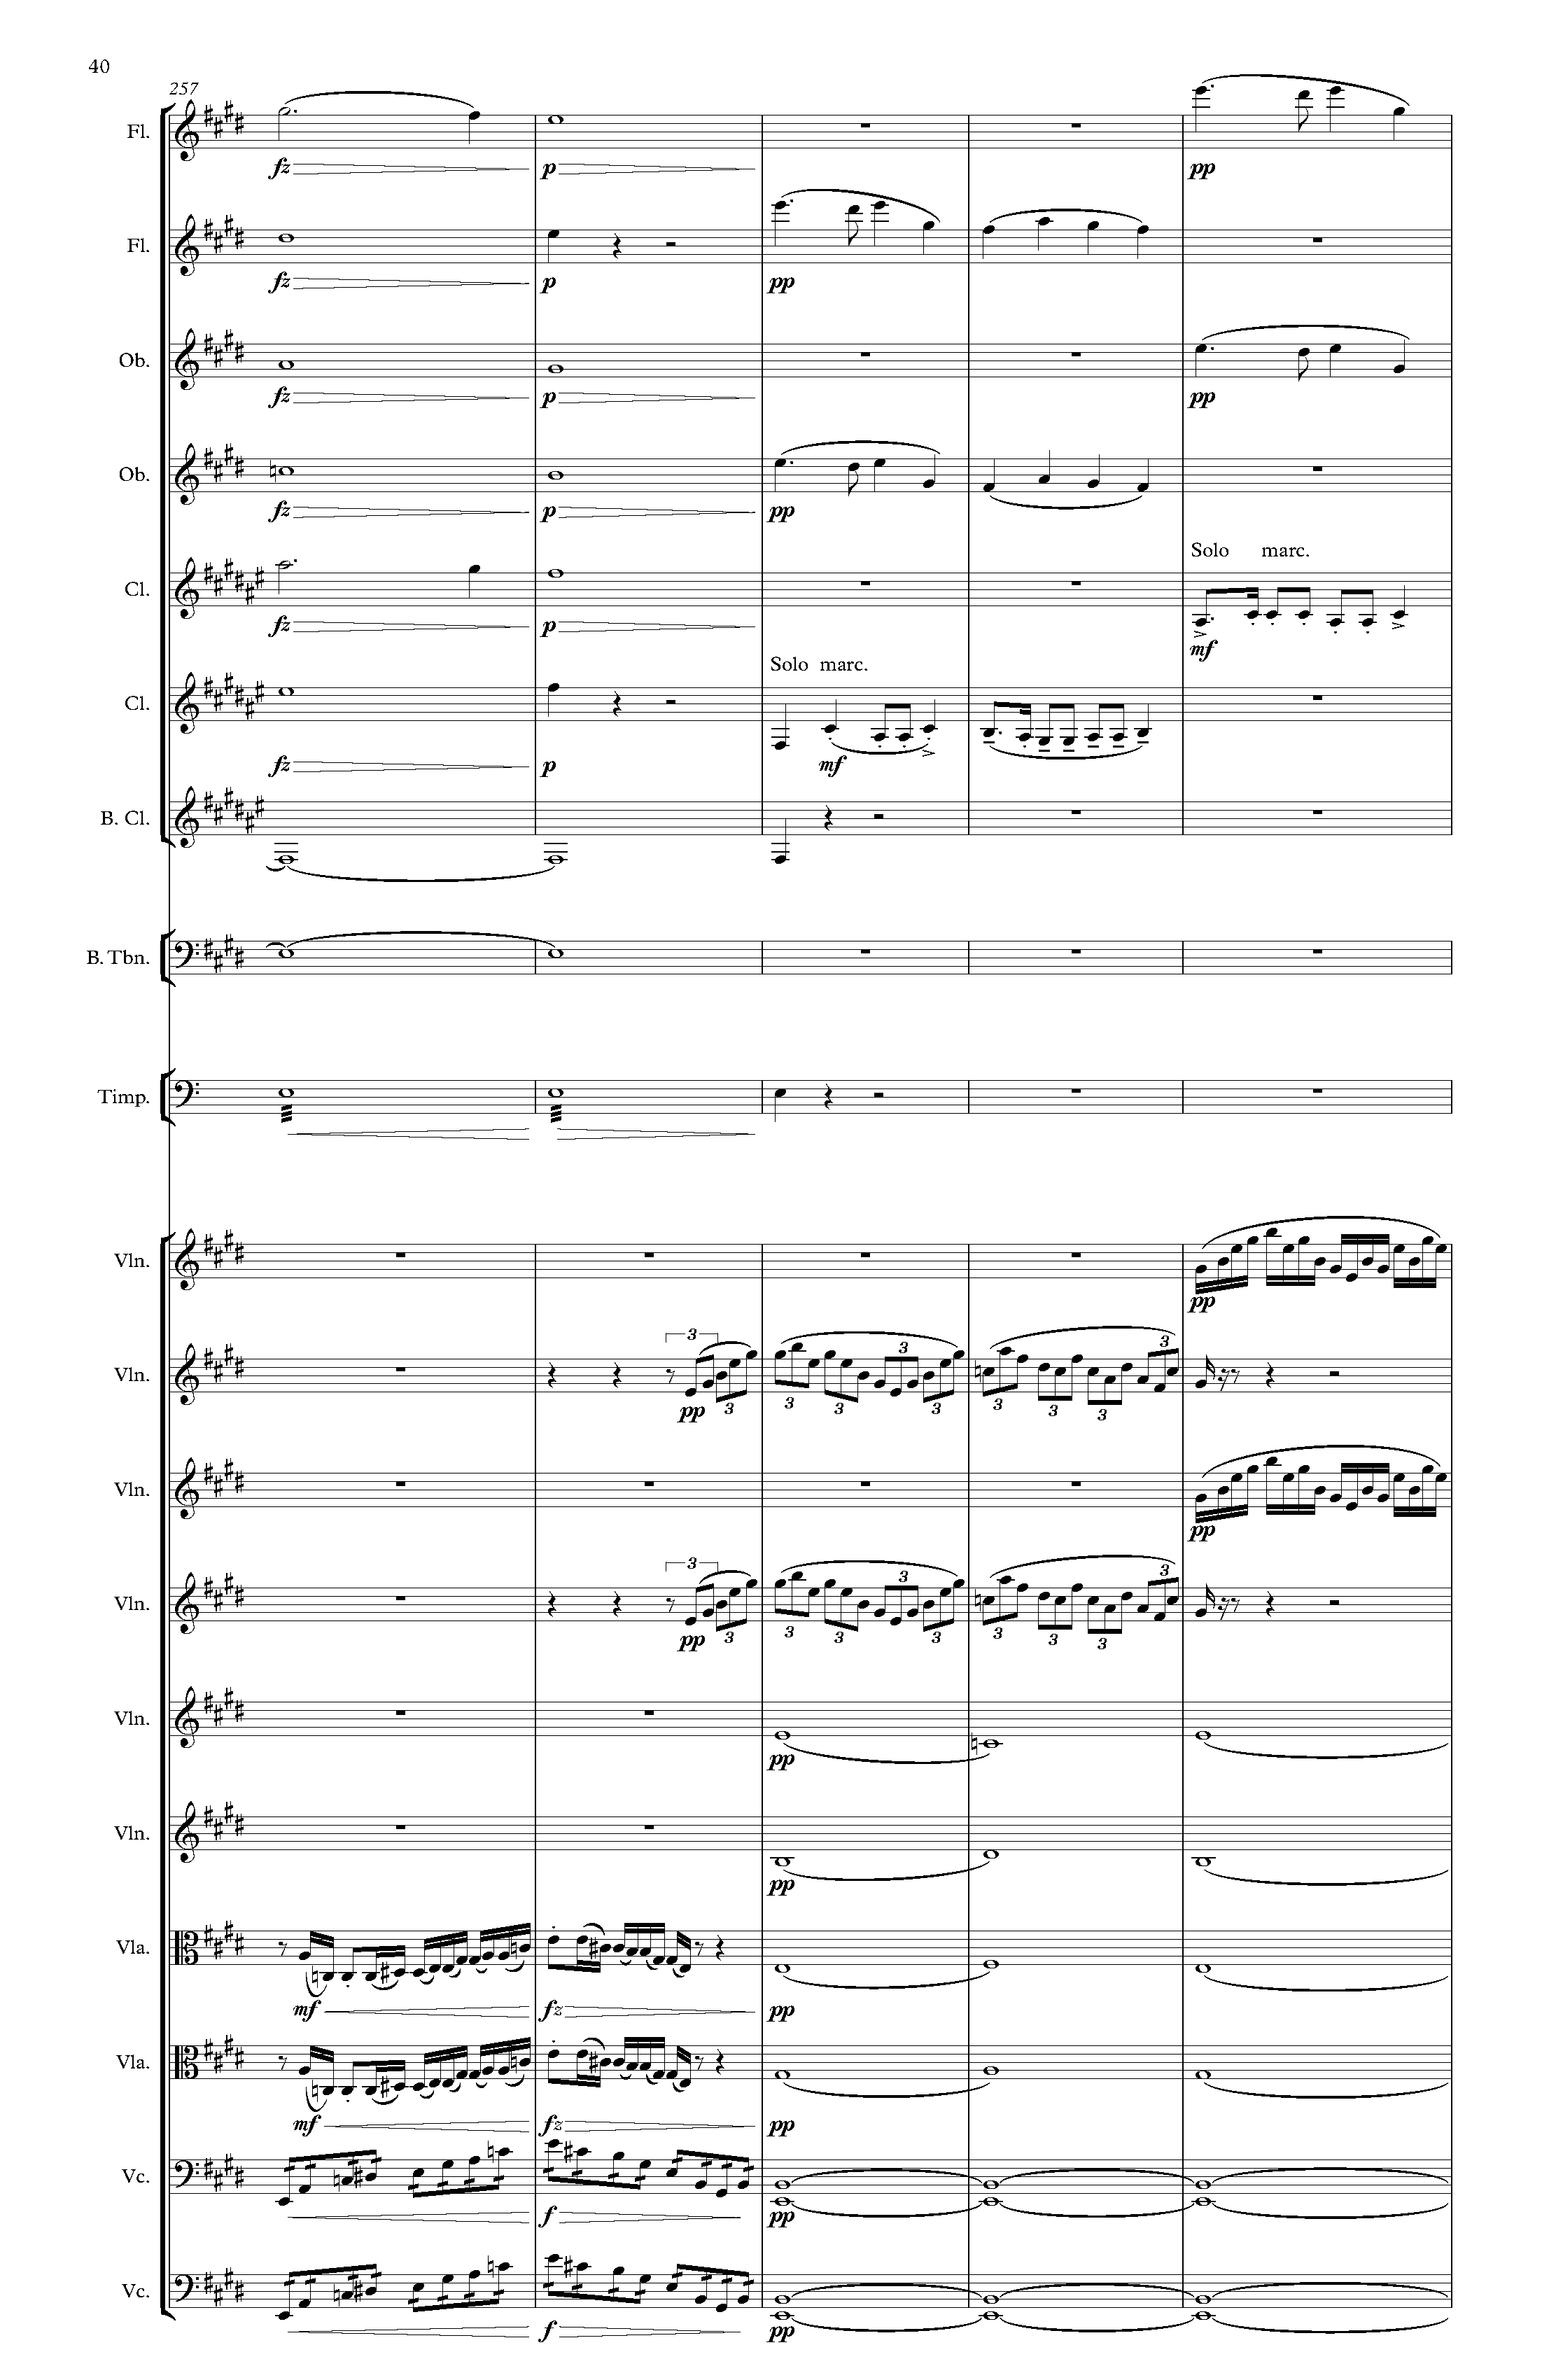 40
257
Fl.
fz p pp
Fl.
fz p pp
Ob.
fz p pp
Ob.
fz p pp
Solo marc.
Cl.
fz p mf
Solo marc.
Cl.
fz p mf
B. Cl.
B. Tbn.
Timp.
Vln.
pp
3 3 3
Vln.
pp 3 3 3 3 3 3 3
Vln.
pp
3 3 3
Vln.
pp 3 3 3 3 3 3 3
Vln.
pp
Vln.
pp
Vla.
mf fz pp
Vla.
mf fz pp
Vc.
f pp
Vc.
f pp